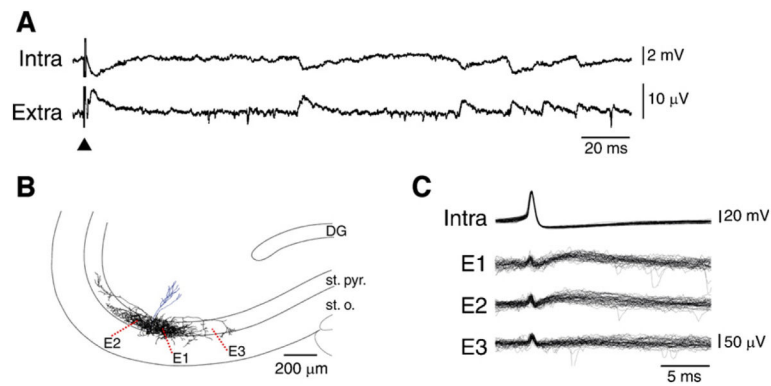 A
Intra
2 mV
Extra
10 μV
20 ms
B
DG
st. pyr.
st. o.
E2
E1
E3
200 μm
C
Intra
20 mV
E1
E2
E3
50 μV
5 ms